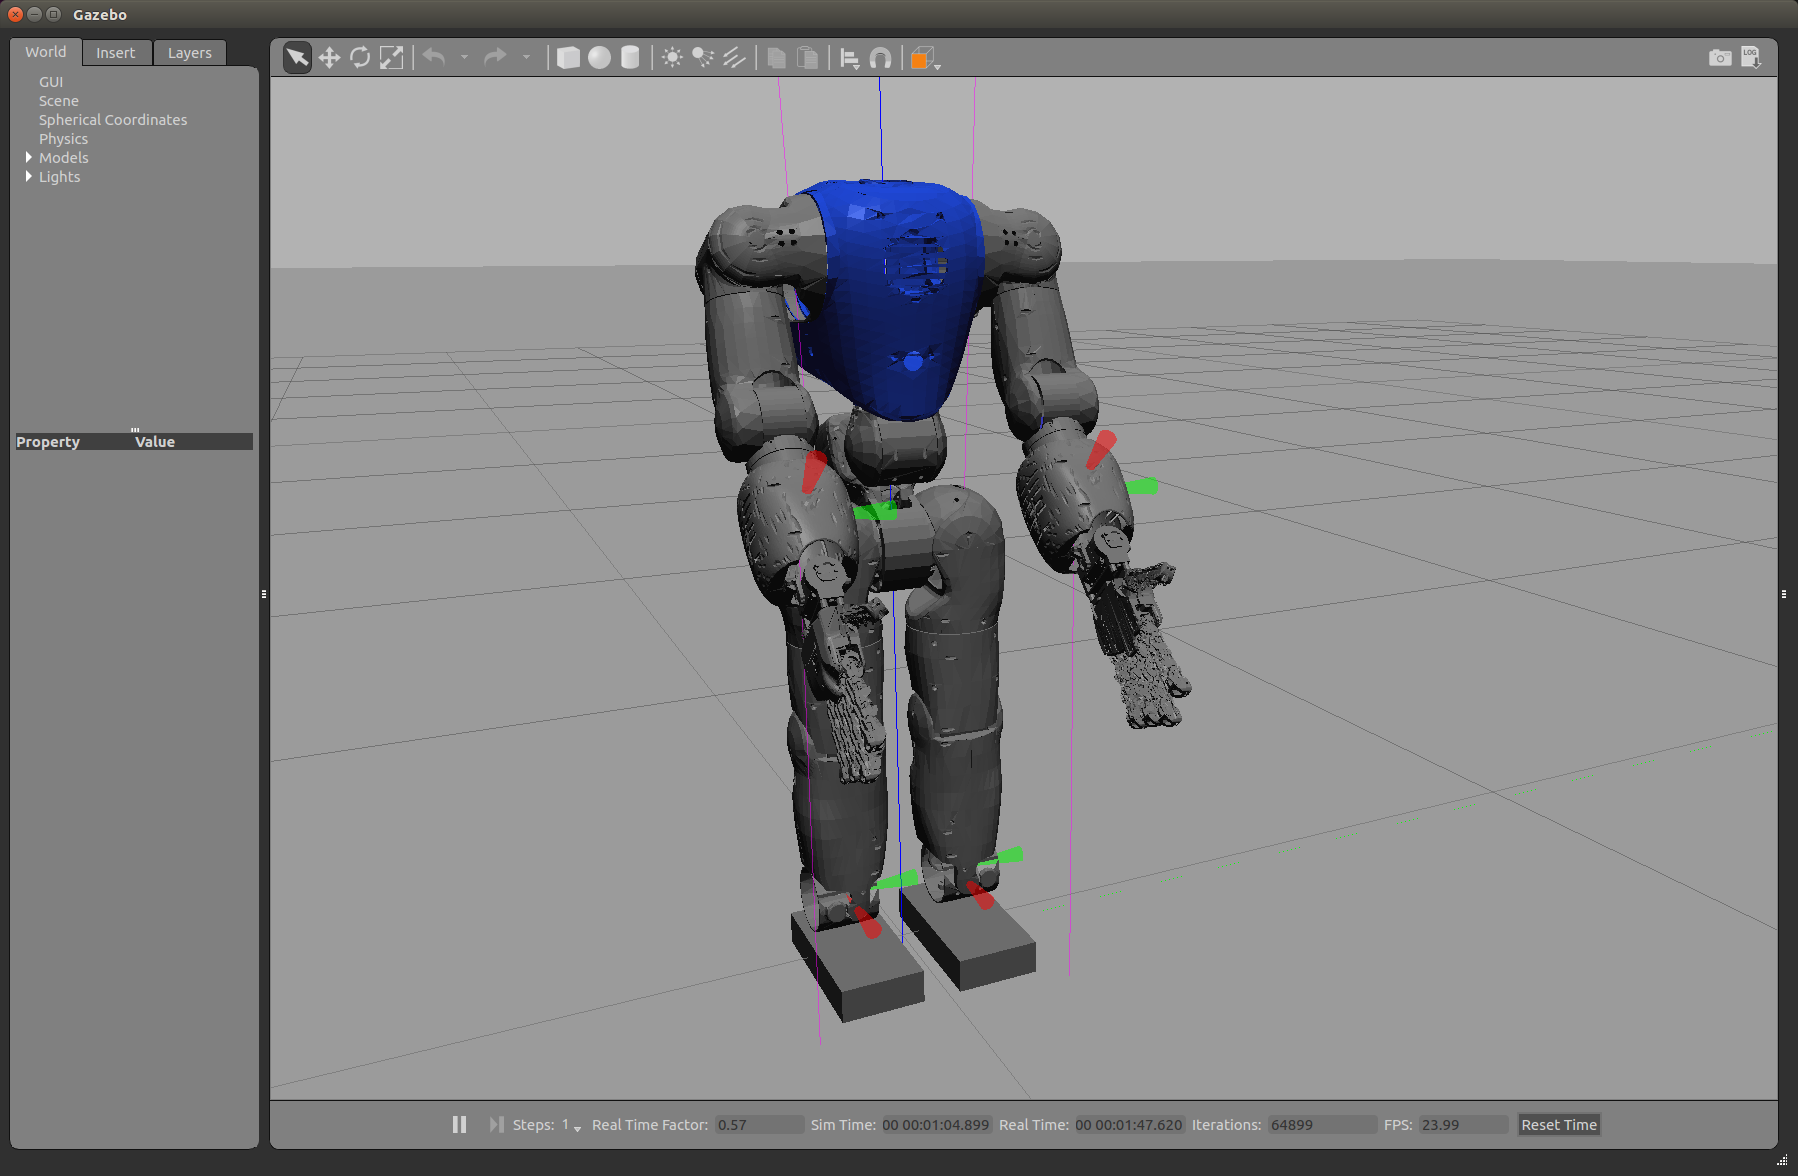 Gazebo
World Insert Layers
LOG
GUI
Scene
Spherical Coordinates
Physics
Models
Lights
Property Value
Steps: 1 Real Time Factor: 0.57 Sim Time: 00 00:01:04.899 Real Time: 00 00:01:47.620 Iterations: 64899 FPS: 23.99 Reset Time